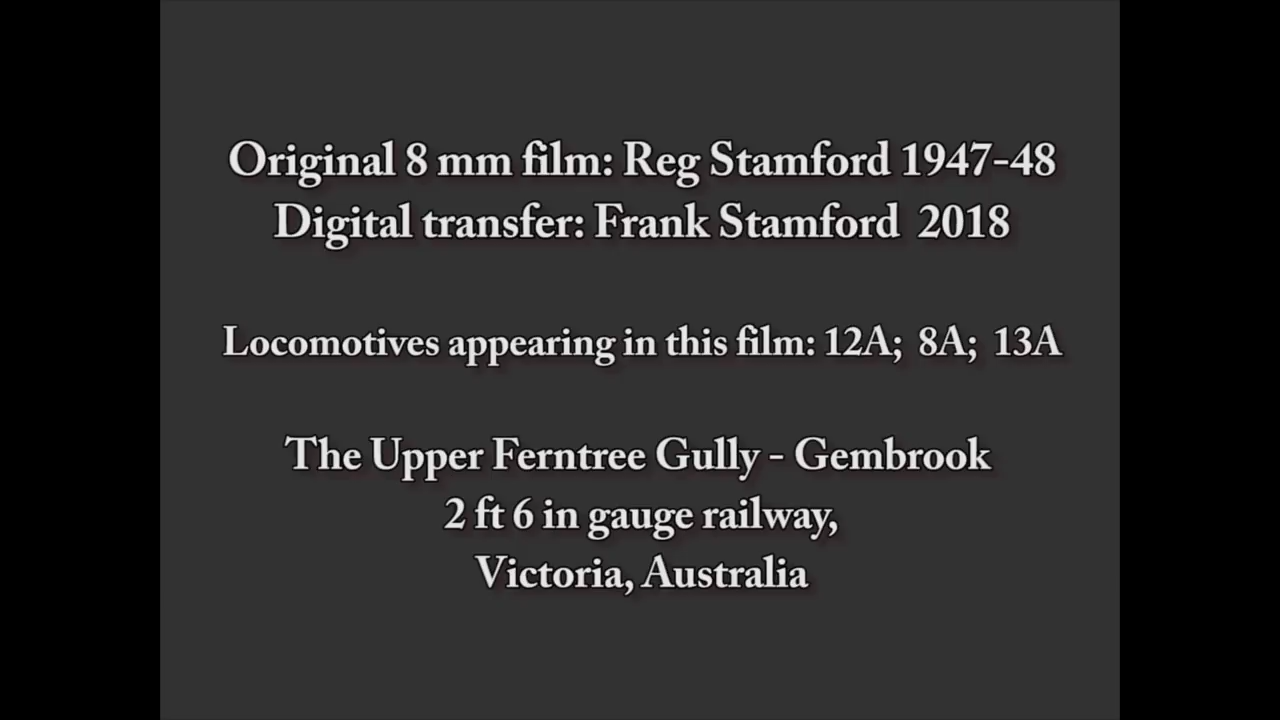 Original 8 mm film: Reg Stamford 1947-48
Digital transfer: Frank Stamford 2018
Locomotives appearing in this film: 12A; 8A; 13A
The Upper Ferntree Gully - Gembrook
2 ft 6 in gauge railway,
Victoria, Australia